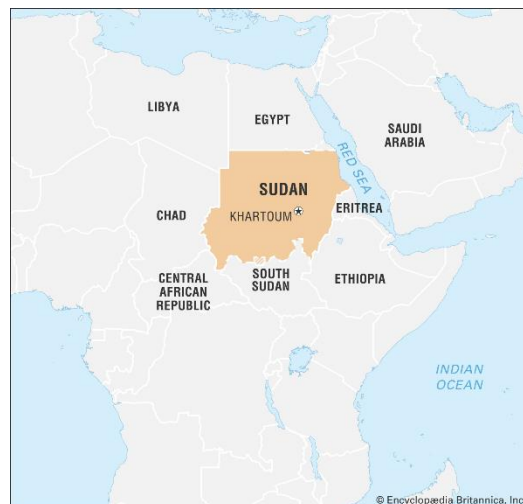 LIBYA
EGYPT
SAUDI
ARABIA
RED SEA
SUDAN
KHARTOUM
ERITREA
CHAD
CENTRAL
AFRICAN
REPUBLIC
SOUTH
SUDAN
ETHIOPIA
INDIAN
OCEAN
© Encyclopædia Britannica, Inc.